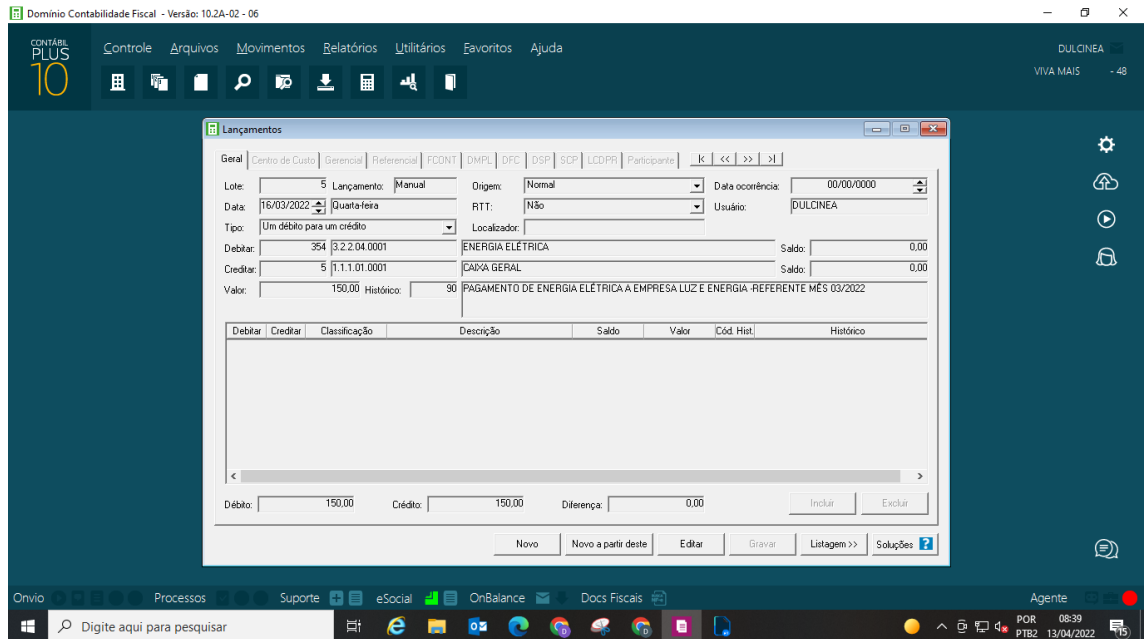 Domínio Contabilidade Fiscal - Versão: 10.2A-02 - 06
CONTÁBIL
PLUS
10
Controle Arquivos Movimentos Relatórios Utilitários Favoritos Ajuda
DULCINEA
VIVA MAIS - 48
Lançamentos
Geral Centro de Custo Gerencial Referencial FCONT DMPL DFC DSP SCP LCDPR Participante
Lote: 5 Lançamento: Manual Origem: Normal Data ocorrência: 00/00/0000
Data: 16/03/2022 Quarta-feira RTT: Não Usuário: DULCINEA
Tipo: Um débito para um crédito Localizador:
Debitar: 354 3.2.2.04.0001 ENERGIA ELÉTRICA Saldo: 0,00
Creditar: 5 1.1.1.01.0001 CAIXA GERAL Saldo: 0,00
Valor: 150,00 Histórico: 90 PAGAMENTO DE ENERGIA ELÉTRICA A EMPRESA LUZ E ENERGIA -REFERENTE MÊS 03/2022
Debitar Creditar Classificação Descrição Saldo Valor Cód. Hist. Histórico
Débito: 150,00 Crédito: 150,00 Diferença: 0,00 Incluir Excluir
Novo Novo a partir deste Editar Gravar Listagem >> Soluções ?
Onvio Processos Suporte eSocial OnBalance Docs Fiscais Agente
Digite aqui para pesquisar
POR 08:39
PTB2 13/04/2022 15